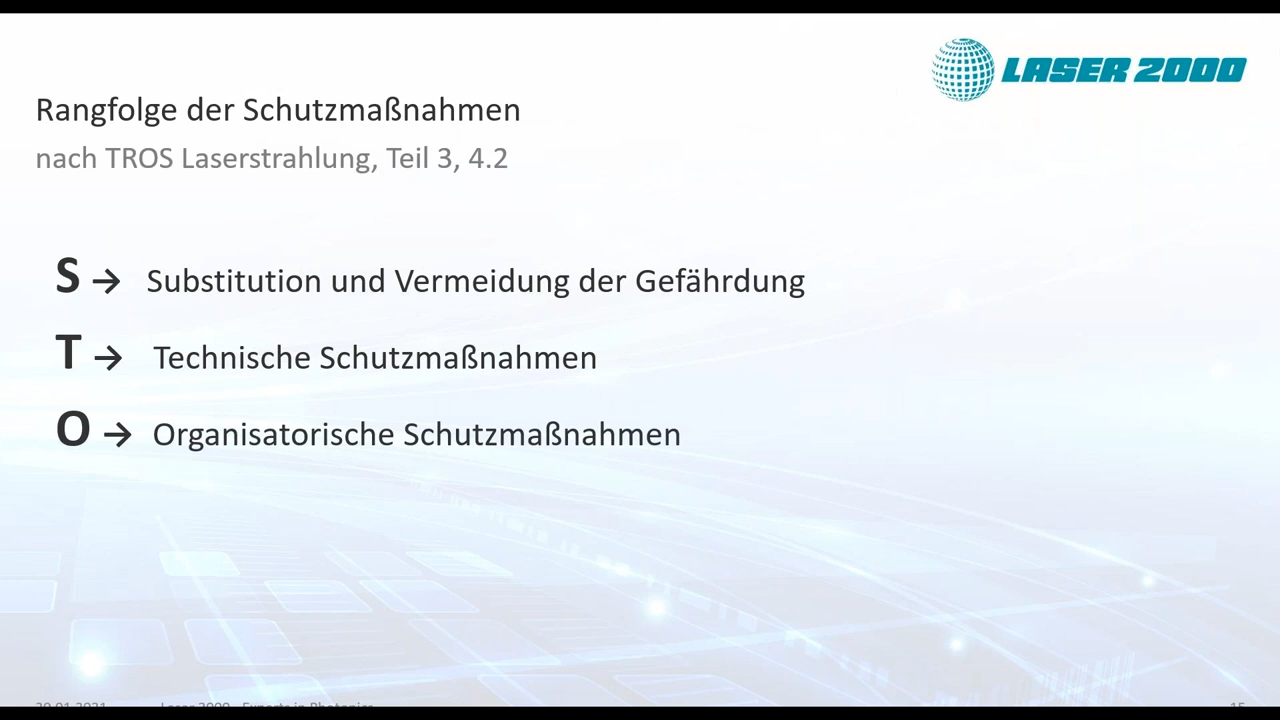 LASER 2000
Rangfolge der Schutzmaßnahmen
nach TROS Laserstrahlung, Teil 3, 4.2
S → Substitution und Vermeidung der Gefährdung
T → Technische Schutzmaßnahmen
O → Organisatorische Schutzmaßnahmen